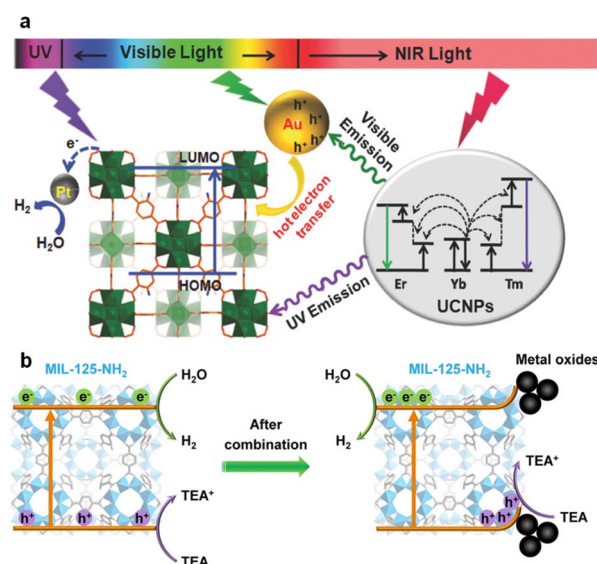 a
UV
Visible Light
NIR Light
e-
Pt
H2
H2O
LUMO
HOMO
h+
h+
Au
h+
h+
h+
hot electron transfer
Visible Emission
UV Emission
Er
Yb
Tm
UCNPs
b
MIL-125-NH2
e-
e-
e-
H2O
H2
h+
h+
h+
TEA+
TEA
After
combination
MIL-125-NH2
Metal oxides
H2O
H2
e-
e-
e-
h+
h+
h+
TEA+
TEA